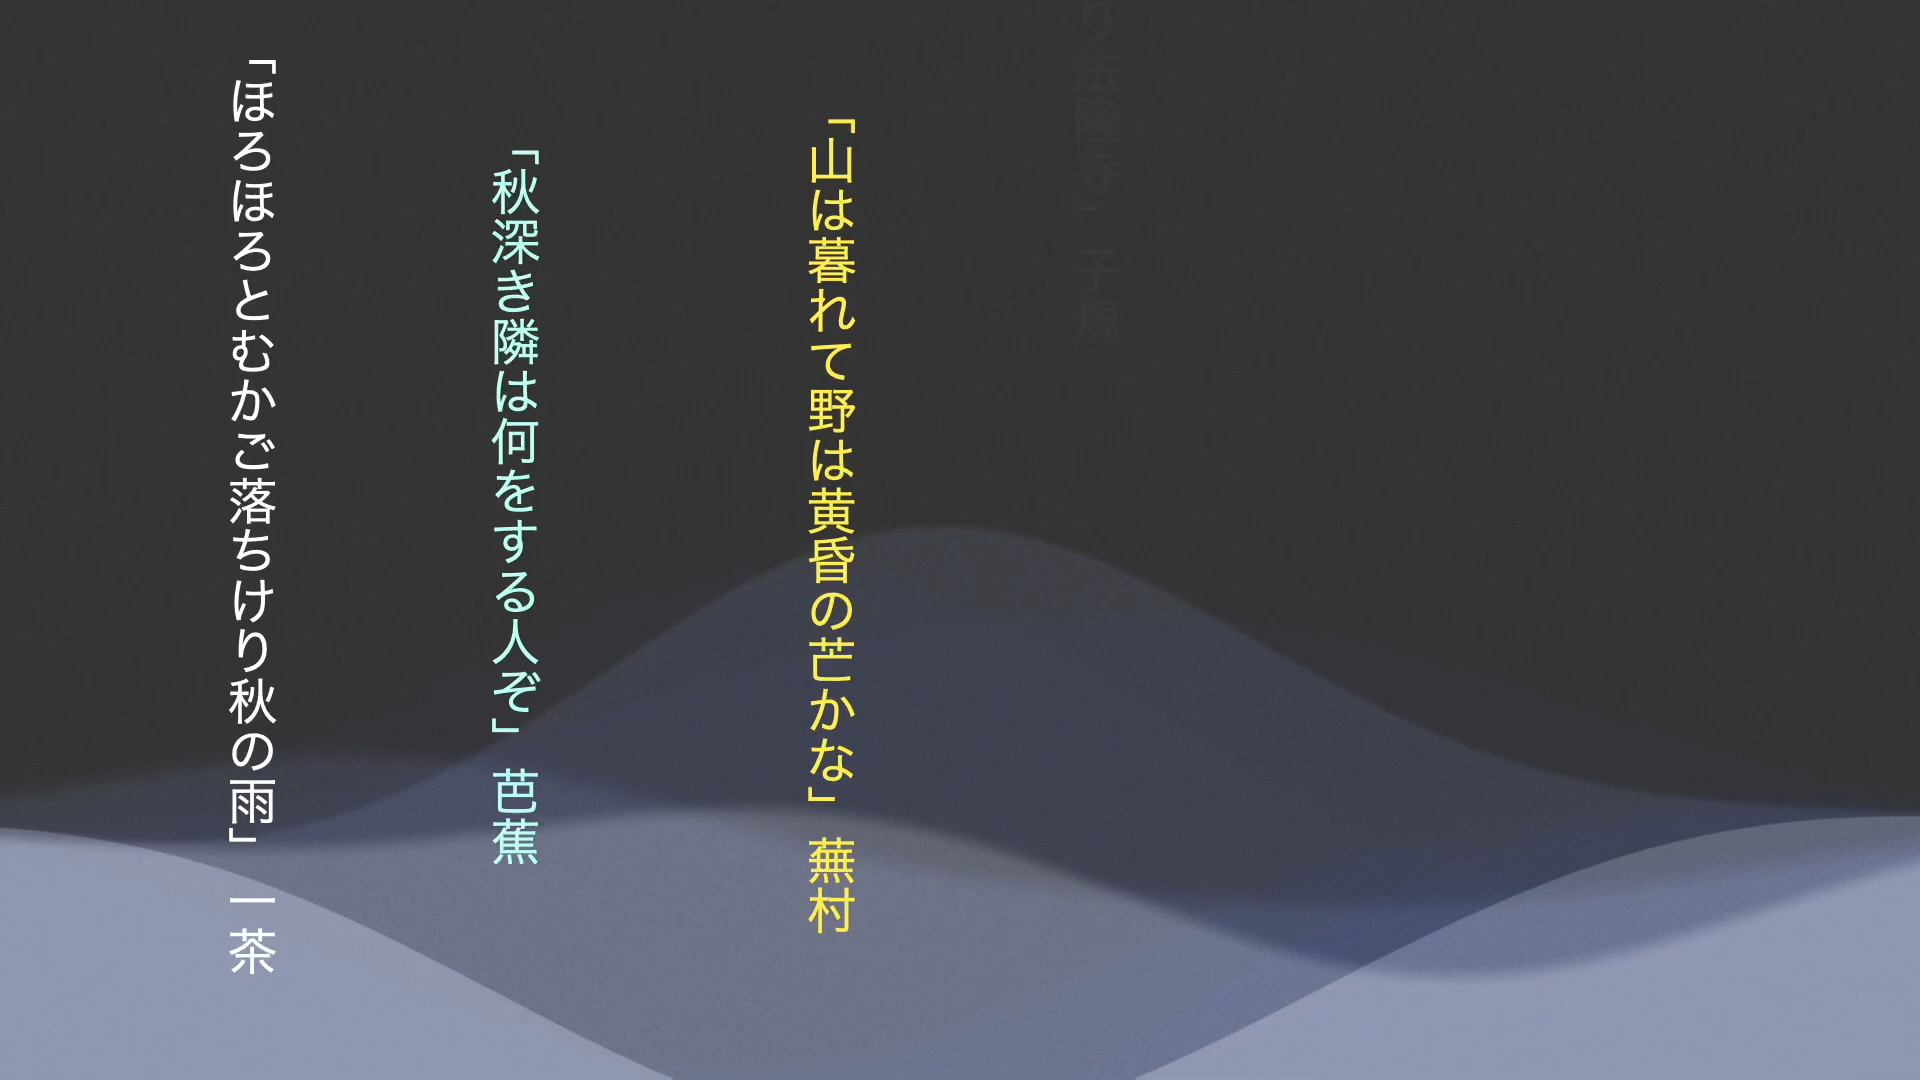 り法隆寺」 子規
「山は暮れて野は黄昏の芒かな」 蕪村
「秋深き隣は何をする人ぞ」 芭蕉
「ほろほろとむかご落ちけり秋の雨」 一茶